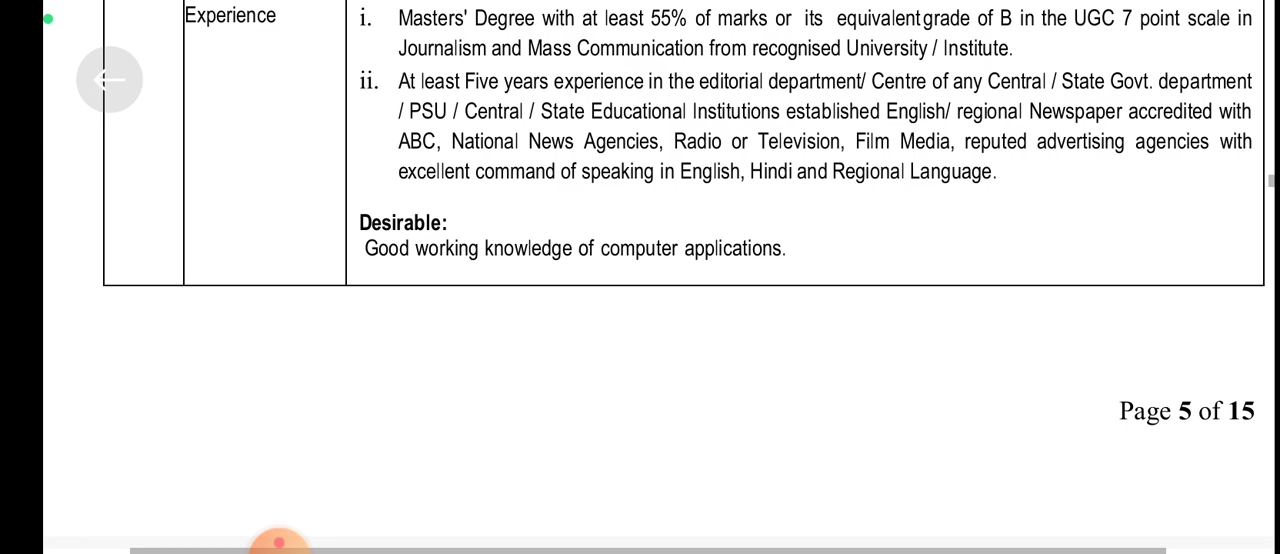 Experience
i. Masters' Degree with at least 55% of marks or its equivalent grade of B in the UGC 7 point scale in
Journalism and Mass Communication from recognised University / Institute.
ii. At least Five years experience in the editorial department/ Centre of any Central / State Govt. department
/ PSU / Central / State Educational Institutions established English/ regional Newspaper accredited with
ABC, National News Agencies, Radio or Television, Film Media, reputed advertising agencies with
excellent command of speaking in English, Hindi and Regional Language.
Desirable:
Good working knowledge of computer applications.
Page 5 of 15